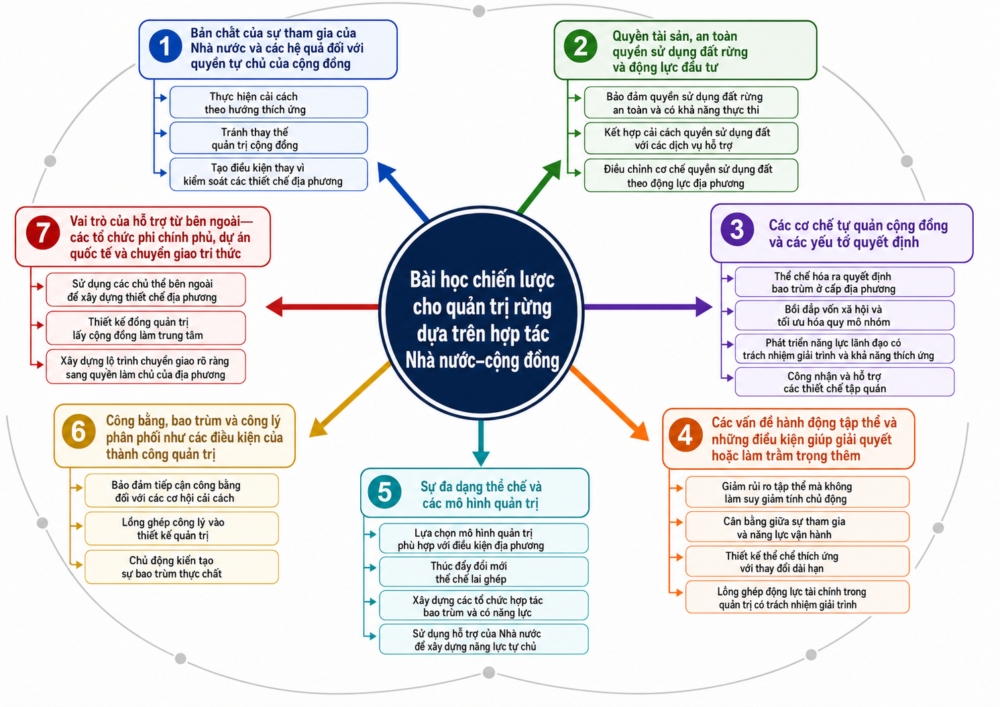 Bài học chiến lược
cho quản trị rừng
dựa trên hợp tác
Nhà nước–cộng đồng
1
Bản chất của sự tham gia của
Nhà nước và các hệ quả đối với
quyền tự chủ của cộng đồng
Thực hiện cải cách
theo hướng thích ứng
Tránh thay thế
quản trị cộng đồng
Tạo điều kiện thay vì
kiểm soát các thiết chế địa phương
2
Quyền tài sản, an toàn
quyền sử dụng đất rừng
và động lực đầu tư
Bảo đảm quyền sử dụng đất rừng
an toàn và có khả năng thực thi
Kết hợp cải cách quyền sử dụng đất
với các dịch vụ hỗ trợ
Điều chỉnh cơ chế quyền sử dụng đất
theo động lực địa phương
3
Các cơ chế tự quản cộng đồng
và các yếu tố quyết định
Thể chế hóa ra quyết định
bao trùm ở cấp địa phương
Bồi đắp vốn xã hội và
tối ưu hóa quy mô nhóm
Phát triển năng lực lãnh đạo có
trách nhiệm giải trình và khả năng thích ứng
Công nhận và hỗ trợ
các thiết chế tập quán
4
Các vấn đề hành động tập thể và
những điều kiện giúp giải quyết
hoặc làm trầm trọng thêm
Giảm rủi ro tập thể mà không
làm suy giảm tính chủ động
Cân bằng giữa sự tham gia
và năng lực vận hành
Thiết kế thể chế thích ứng
với thay đổi dài hạn
Lồng ghép động lực tài chính trong
quản trị có trách nhiệm giải trình
5
Sự đa dạng thể chế và
các mô hình quản trị
Lựa chọn mô hình quản trị
phù hợp với điều kiện địa phương
Thúc đẩy đổi mới
thể chế lai ghép
Xây dựng các tổ chức hợp tác
bao trùm và có năng lực
Sử dụng hỗ trợ của Nhà nước
để xây dựng năng lực tự chủ
6
Công bằng, bao trùm và công lý
phân phối như các điều kiện của
thành công quản trị
Bảo đảm tiếp cận công bằng
đối với các cơ hội cải cách
Lồng ghép công lý vào
thiết kế quản trị
Chủ động kiến tạo
sự bao trùm thực chất
7
Vai trò của hỗ trợ từ bên ngoài—
các tổ chức phi chính phủ, dự án
quốc tế và chuyển giao tri thức
Sử dụng các chủ thể bên ngoài
để xây dựng thiết chế địa phương
Thiết kế đồng quản trị
lấy cộng đồng làm trung tâm
Xây dựng lộ trình chuyển giao rõ ràng
sang quyền làm chủ của địa phương